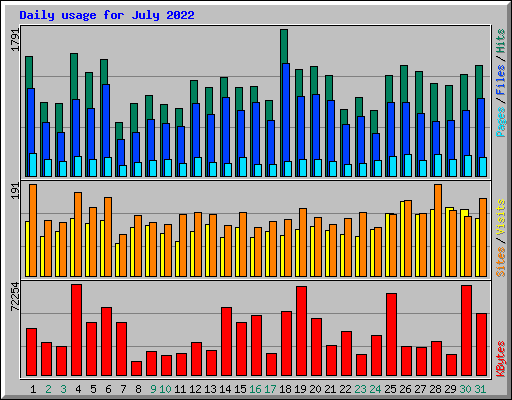 Daily usage for July 2022
1791
Pages / Files / Hits
191
Sites / Visits
72254
KBytes
1 2 3 4 5 6 7 8 9 10 11 12 13 14 15 16 17 18 19 20 21 22 23 24 25 26 27 28 29 30 31